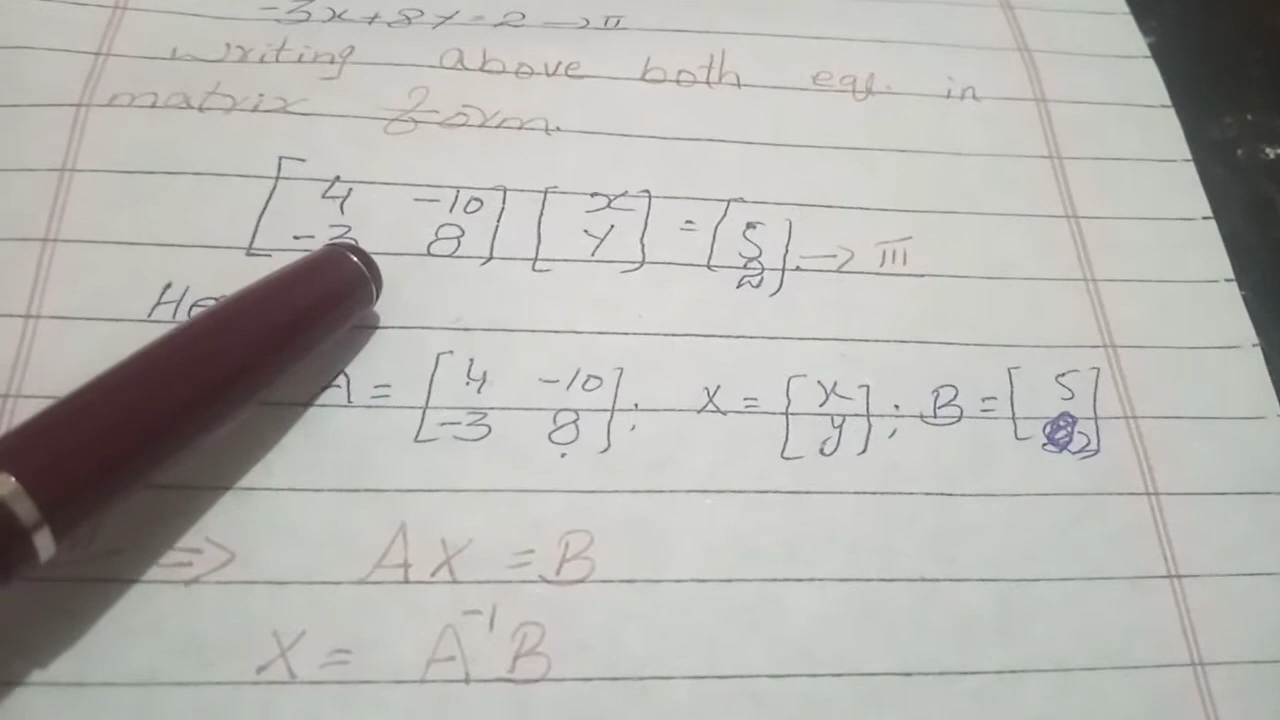 -3x+8y=2→II
Writing above both eq. in
matrix form.
[4 -10
-3 8] [x
y] = [5
2] → III
He
A = [4 -10
-3 8]; X = [x
y]; B = [5
2]
⇒ AX = B
X = A⁻¹B